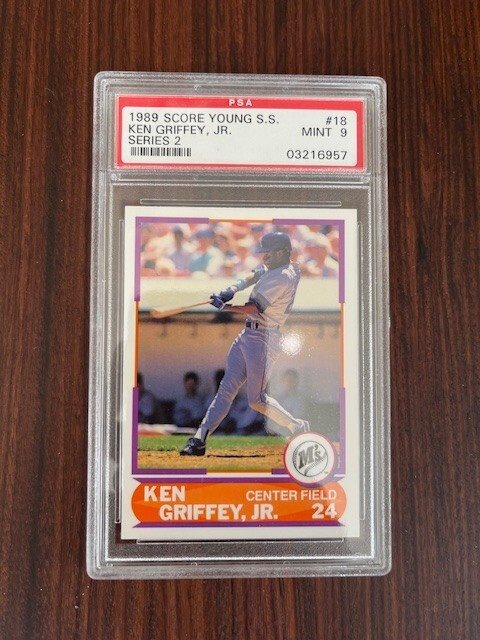 PSA
1989 SCORE YOUNG S.S. #18
KEN GRIFFEY, JR. MINT 9
SERIES 2
03216957
M's
KEN CENTER FIELD
GRIFFEY, JR. 24